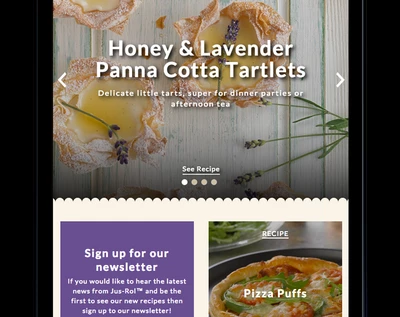 Honey & Lavender
Panna Cotta Tartlets
Delicate little tarts, super for dinner parties or
afternoon tea
See Recipe
Sign up for our
newsletter
If you would like to hear the latest
news from Jus-Rol™ and be the
first to see our new recipes then
sign up to our newsletter!
RECIPE
Pizza Puffs